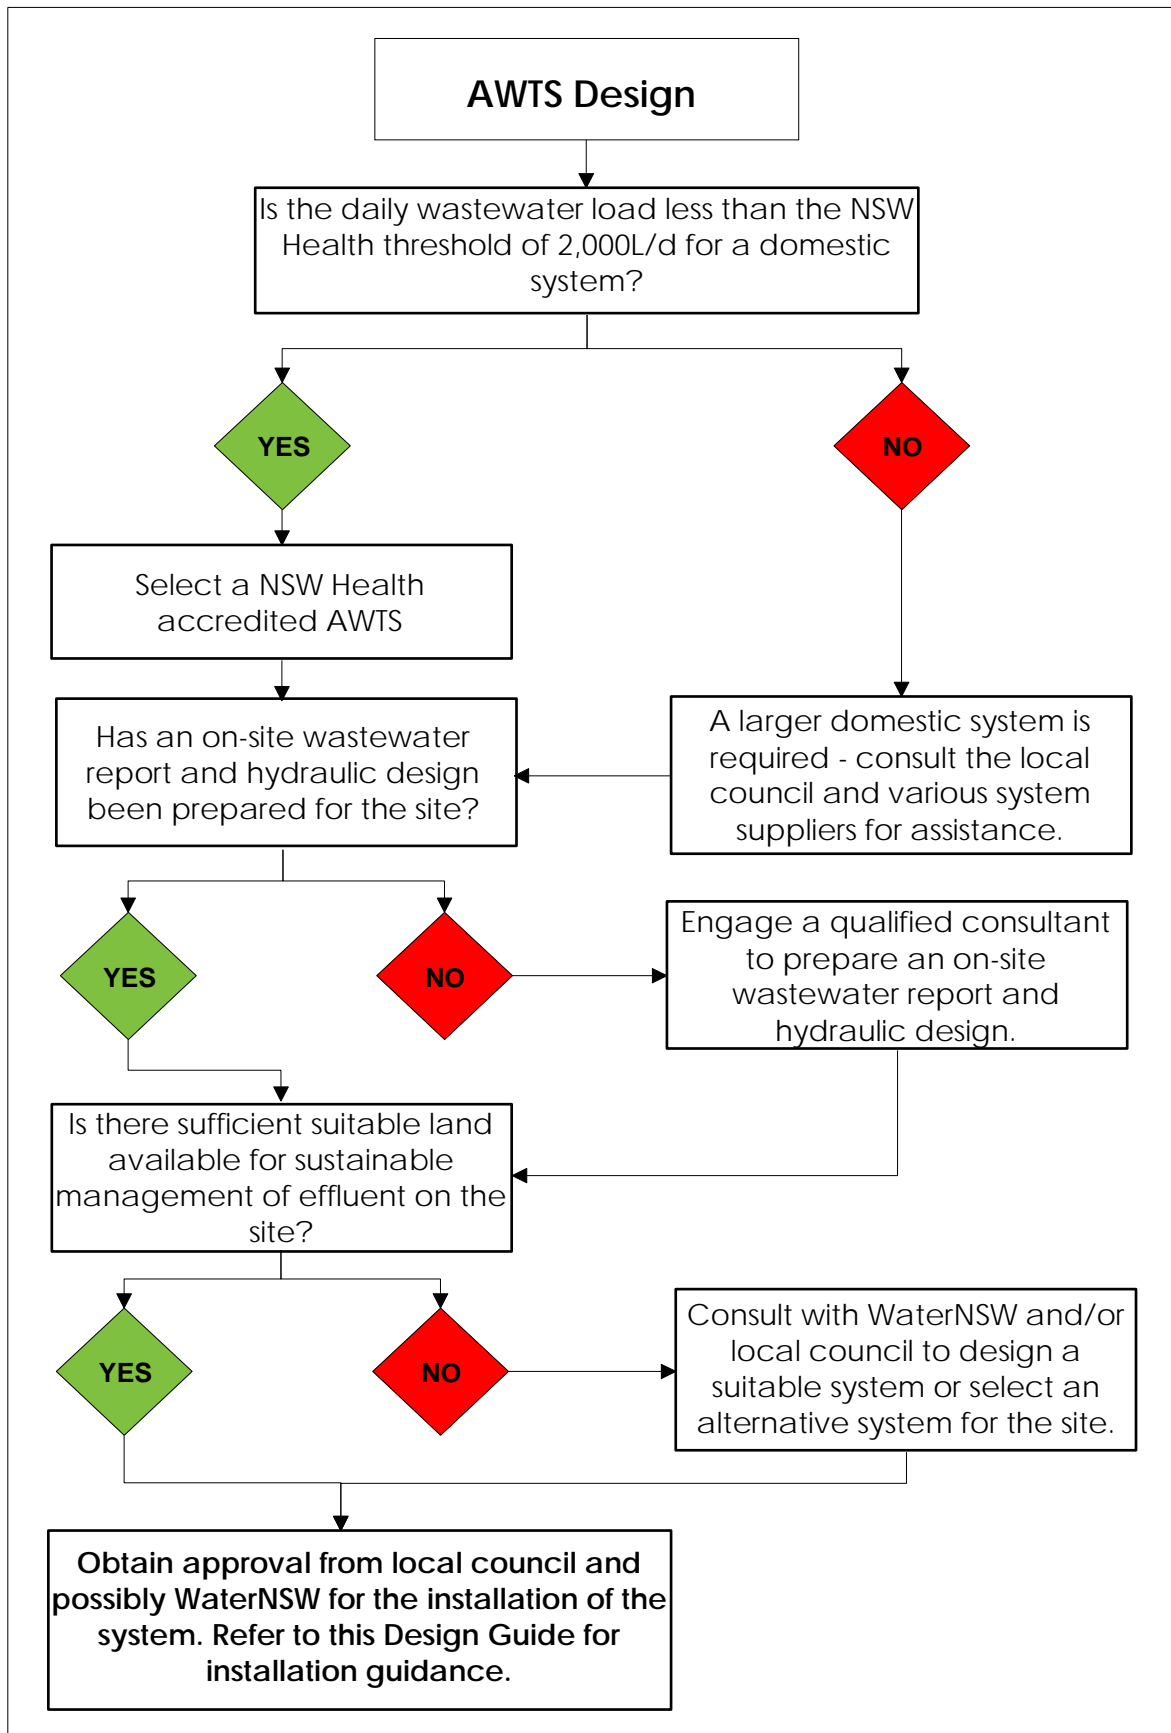 AWTS Design
Is the daily wastewater load less than the NSW
Health threshold of 2,000L/d for a domestic
system?
YES
NO
Select a NSW Health
accredited AWTS
Has an on-site wastewater
report and hydraulic design
been prepared for the site?
A larger domestic system is
required - consult the local
council and various system
suppliers for assistance.
YES
NO
Engage a qualified consultant
to prepare an on-site
wastewater report and
hydraulic design.
Is there sufficient suitable land
available for sustainable
management of effluent on the
site?
YES
NO
Consult with WaterNSW and/or
local council to design a
suitable system or select an
alternative system for the site.
Obtain approval from local council and
possibly WaterNSW for the installation of the
system. Refer to this Design Guide for
installation guidance.